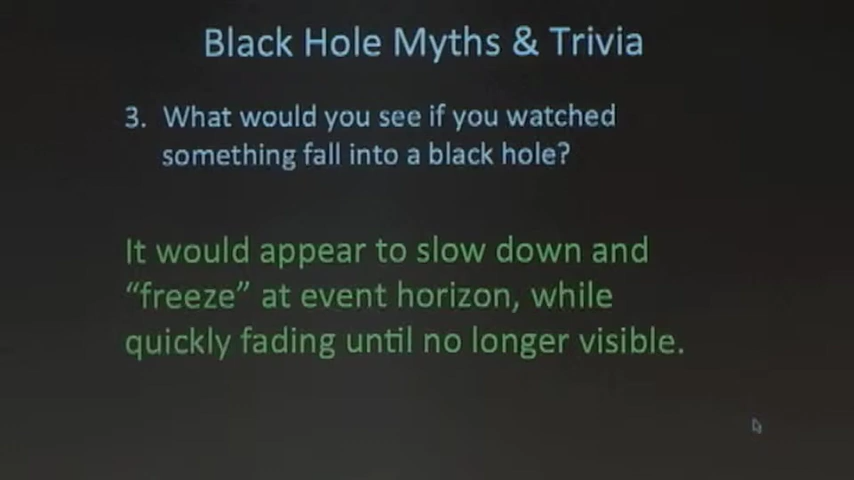 Black Hole Myths & Trivia
3. What would you see if you watched
something fall into a black hole?
It would appear to slow down and
“freeze” at event horizon, while
quickly fading until no longer visible.